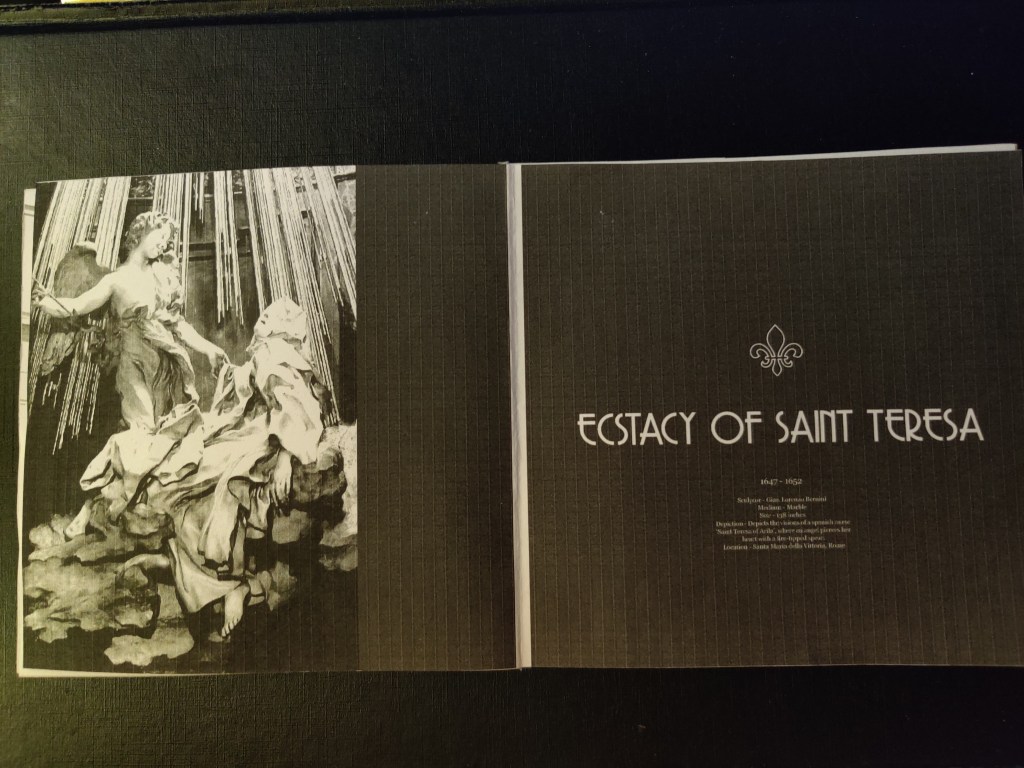 ECSTACY OF SAINT TERESA
1647 - 1652
Sculptor - Gian Lorenzo Bernini
Medium - Marble
Size - 138 inches
Depiction - Depicts the visions of a spanish nurse
'Saint Teresa of Avila', where an angel pierces her
heart with a fire-tipped spear.
Location - Santa Maria della Vittoria, Rome